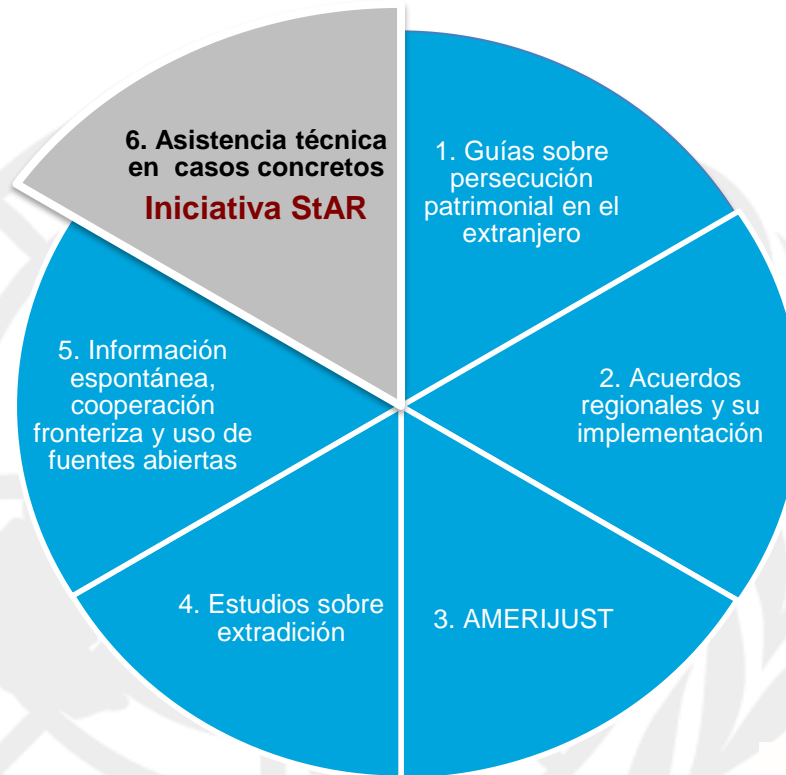 6. Asistencia técnica
en casos concretos
Iniciativa StAR
1. Guías sobre
persecución
patrimonial en el
extranjero
2. Acuerdos
regionales y su
implementación
3. AMERIJUST
4. Estudios sobre
extradición
5. Información
espontánea,
cooperación
fronteriza y uso de
fuentes abiertas